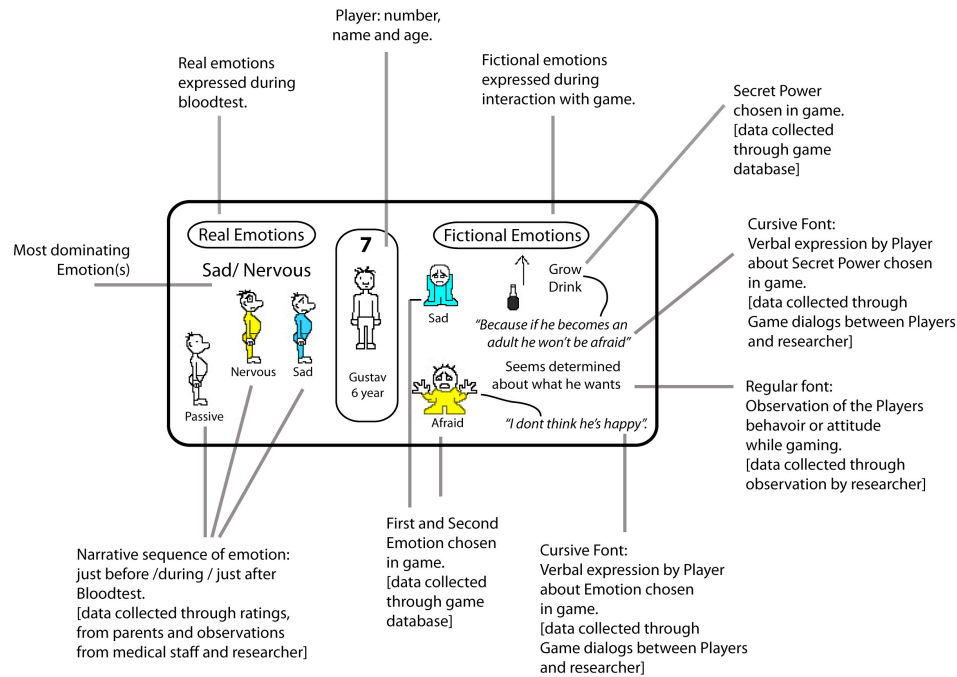 Player: number,
name and age.
Real emotions
expressed during
bloodtest.
Fictional emotions
expressed during
interaction with game.
Secret Power
chosen in game.
[data collected
through game
database]
Most dominating
Emotion(s)
Real Emotions
Sad/ Nervous
Passive
Nervous
Sad
7
Gustav
6 year
Fictional Emotions
Sad
Grow
Drink
"Because if he becomes an
adult he won't be afraid"
Seems determined
about what he wants
Afraid
"I dont think he's happy".
Cursive Font:
Verbal expression by Player
about Secret Power chosen
in game.
[data collected through
Game dialogs between Players
and researcher]
Regular font:
Observation of the Players
behavoir or attitude
while gaming.
[data collected through
observation by researcher]
Narrative sequence of emotion:
just before /during / just after
Bloodtest.
[data collected through ratings,
from parents and observations
from medical staff and researcher]
First and Second
Emotion chosen
in game.
[data collected
through game
database]
Cursive Font:
Verbal expression by Player
about Emotion chosen
in game.
[data collected through
Game dialogs between Players
and researcher]